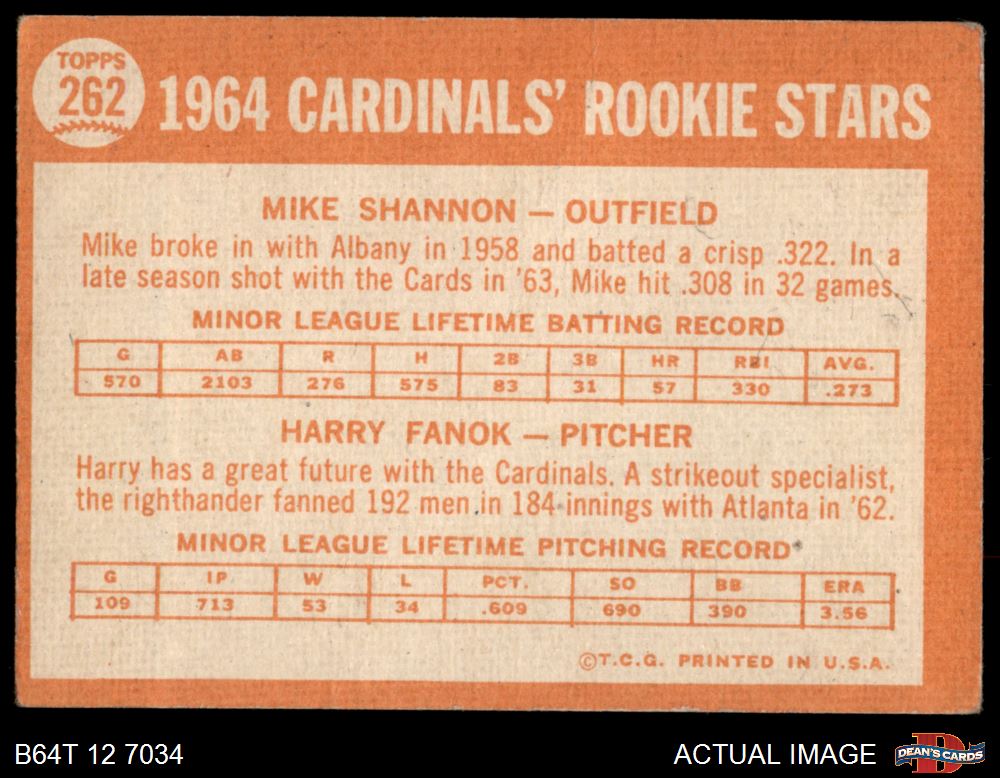 TOPPS
262
1964 CARDINALS' ROOKIE STARS
MIKE SHANNON — OUTFIELD
Mike broke in with Albany in 1958 and batted a crisp .322. In a
late season shot with the Cards in '63, Mike hit .308 in 32 games.
MINOR LEAGUE LIFETIME BATTING RECORD
G AB R H 2B 3B HR RBI AVG.
570 2103 276 575 83 31 57 330 .273
HARRY FANOK — PITCHER
Harry has a great future with the Cardinals. A strikeout specialist,
the righthander fanned 192 men in 184 innings with Atlanta in '62.
MINOR LEAGUE LIFETIME PITCHING RECORD
G IP W L PCT. SO BB ERA
109 713 53 34 .609 690 390 3.56
©T.C.G. PRINTED IN U.S.A.
B64T 12 7034
ACTUAL IMAGE
DEAN'S CARDS